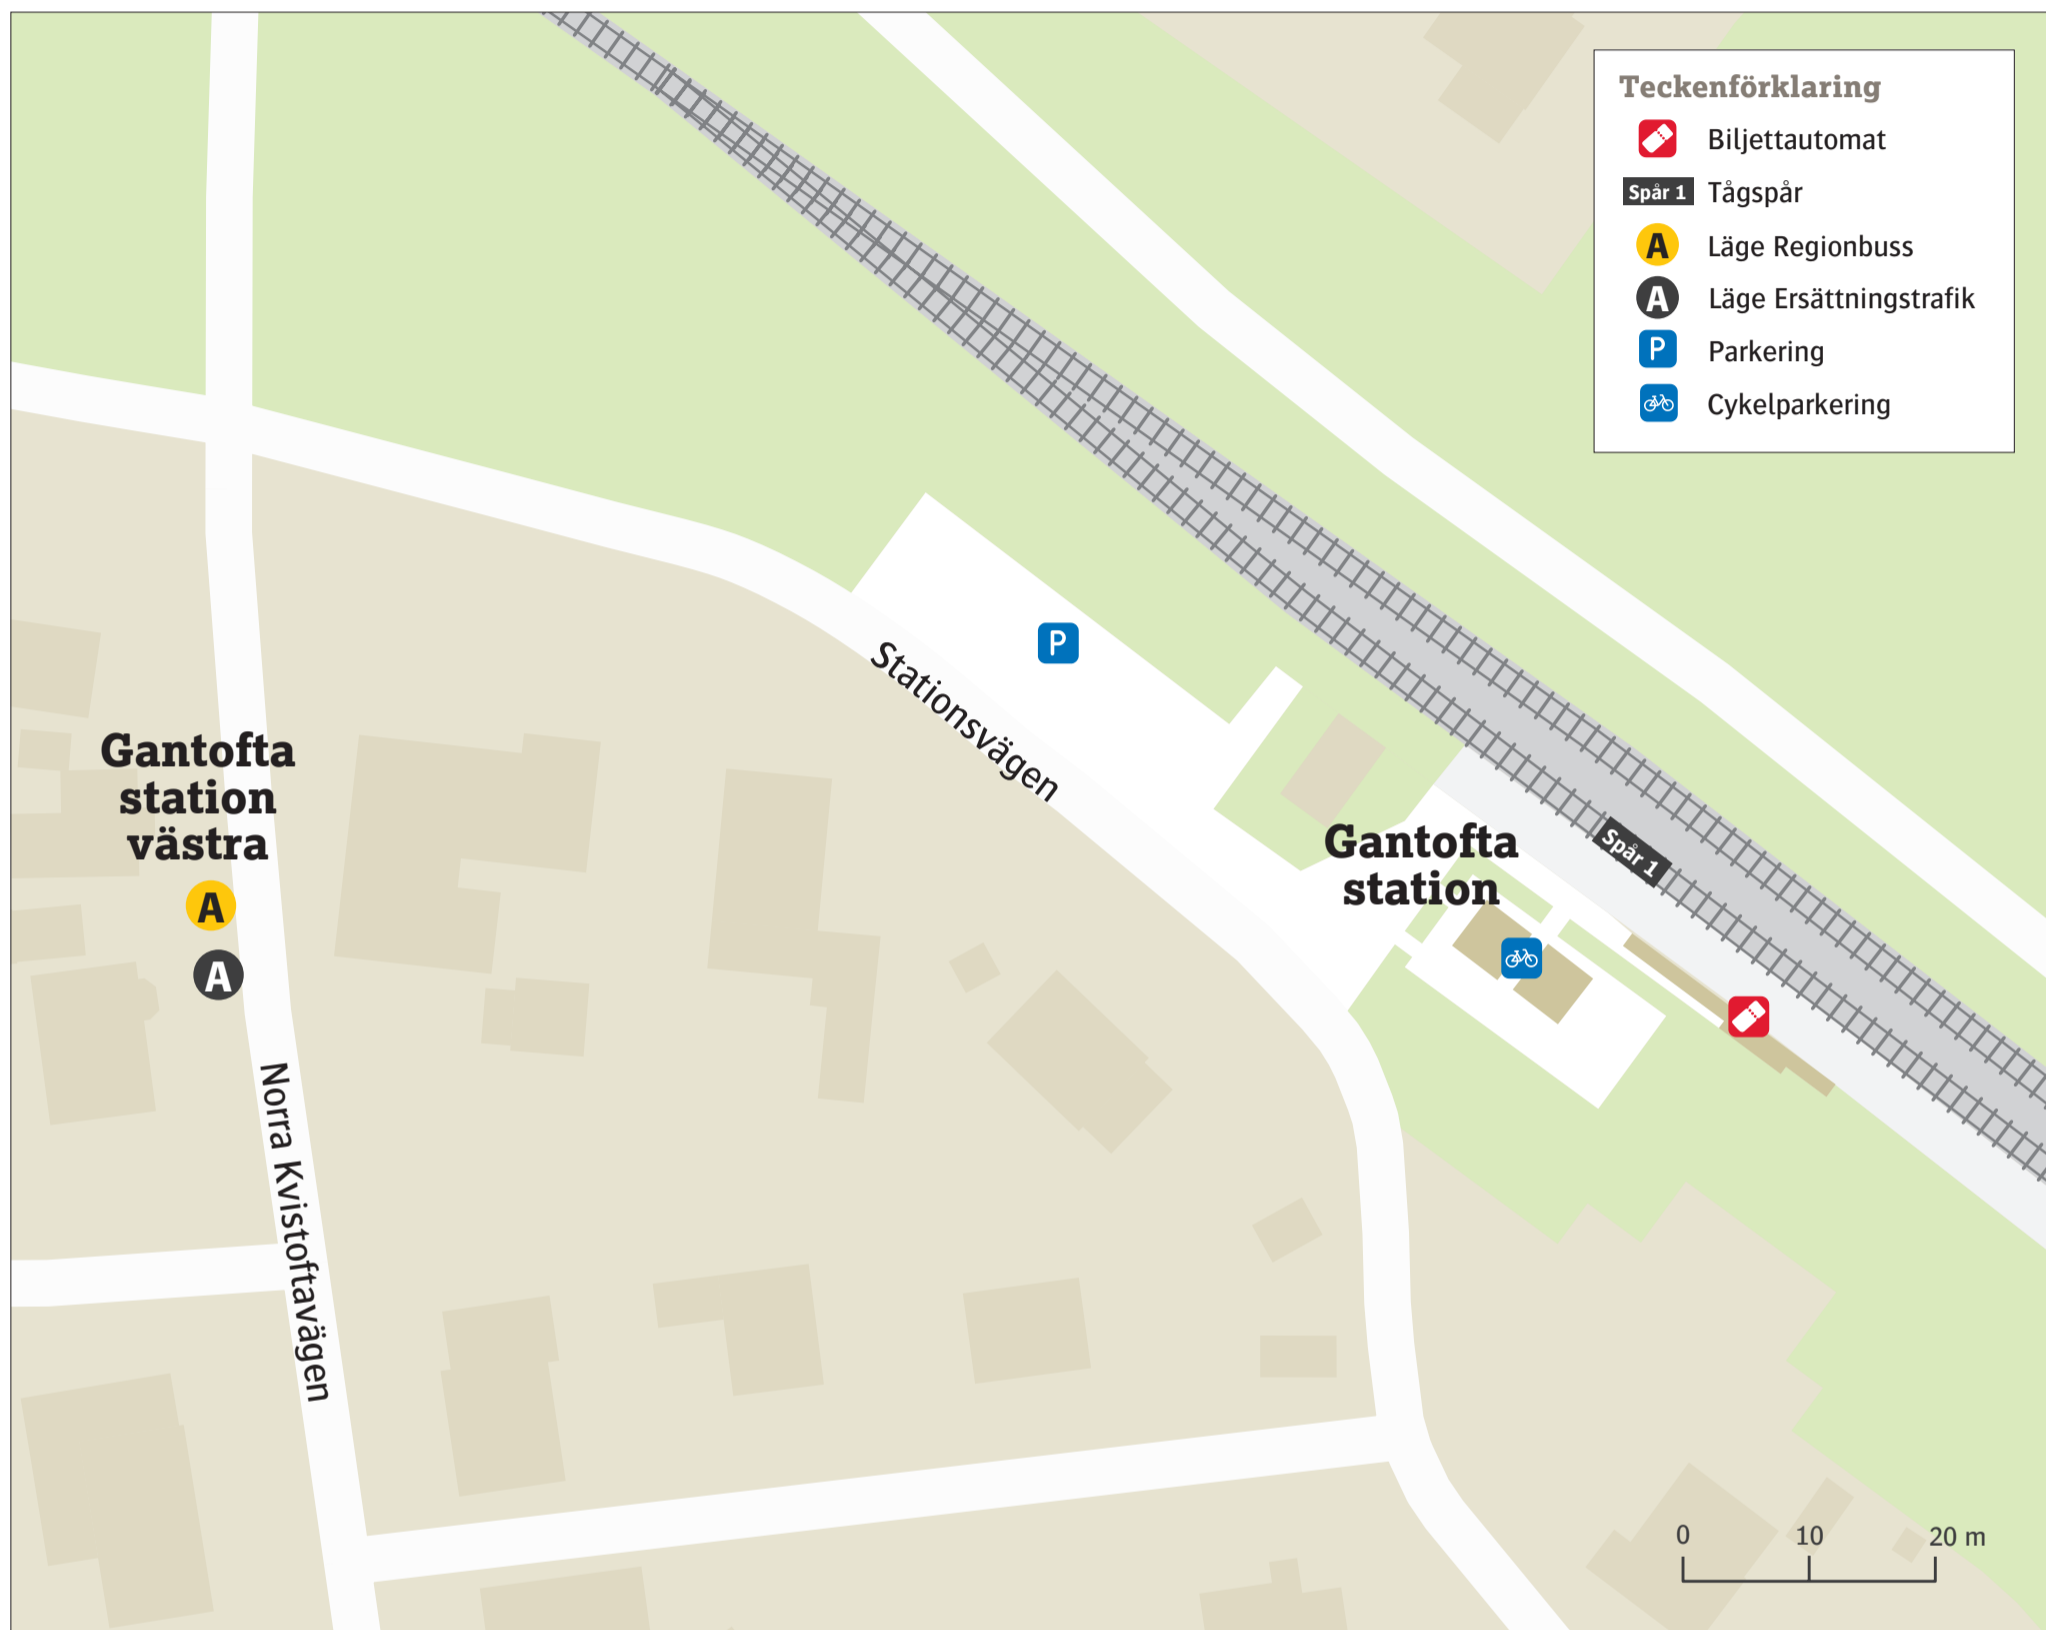 Teckenförklaring
Biljettautomat
Spår 1 Tågspår
A Läge Regionbuss
A Läge Ersättningstrafik
P Parkering
Cykelparkering
P
Stationsvägen
Gantofta
station
västra
A
A
Gantofta
station
Spår 1
Norra Kvistoftavägen
0 10 20 m